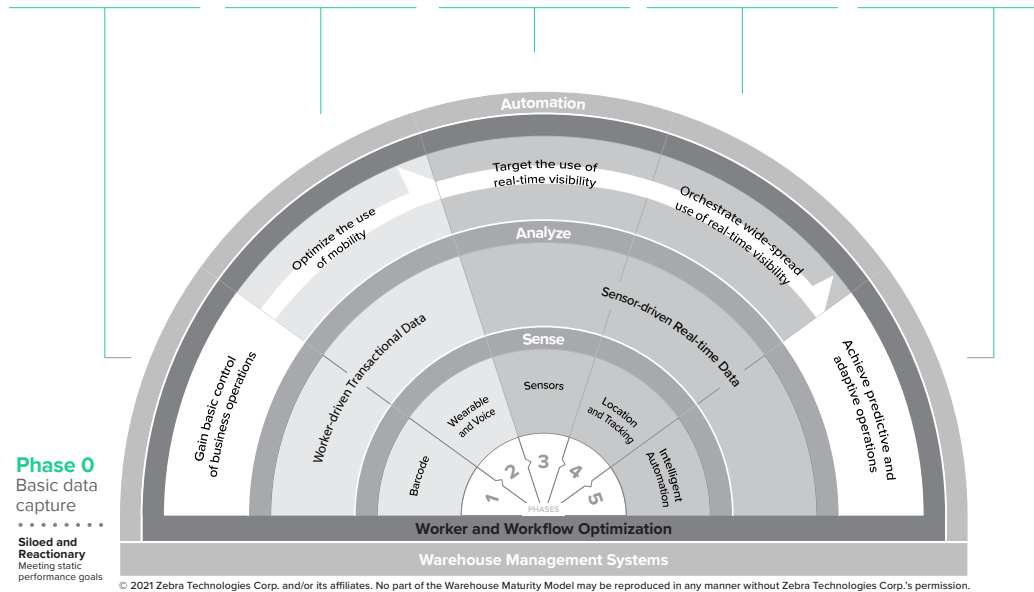 Automation
Target the use of
real-time visibility
Optimize the use
of mobility
Orchestrate wide-spread
use of real-time visibility
Gain basic control
of business operations
Achieve predictive and
adaptive operations
Analyze
Worker-driven Transactional Data
Sensor-driven Real-time Data
Sense
Barcode
Wearable
and Voice
Sensors
Location
and Tracking
Intelligent
Automation
1
2
3
4
5
PHASES
Phase 0
Basic data
capture
Siloed and
Reactionary
Meeting static
performance goals
Worker and Workflow Optimization
Warehouse Management Systems
© 2021 Zebra Technologies Corp. and/or its affiliates. No part of the Warehouse Maturity Model may be reproduced in any manner without Zebra Technologies Corp.'s permission.